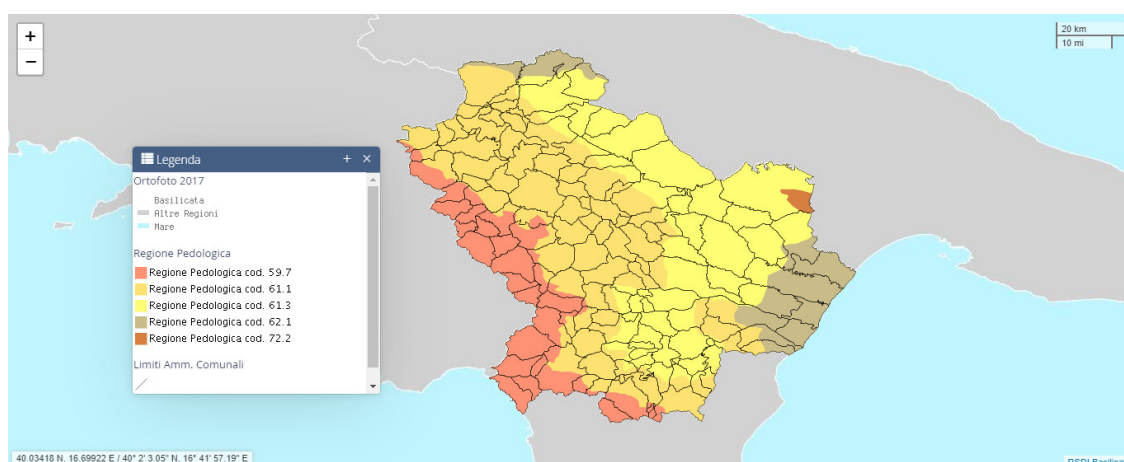 +
−
20 km
10 mi
Legenda + ×
Ortofoto 2017
Basilicata
Altre Regioni
Mare
Regione Pedologica
Regione Pedologica cod. 59.7
Regione Pedologica cod. 61.1
Regione Pedologica cod. 61.3
Regione Pedologica cod. 62.1
Regione Pedologica cod. 72.2
Limiti Amm. Comunali
40.03418 N, 16.69922 E / 40° 2' 3.05" N, 16° 41' 57.19" E